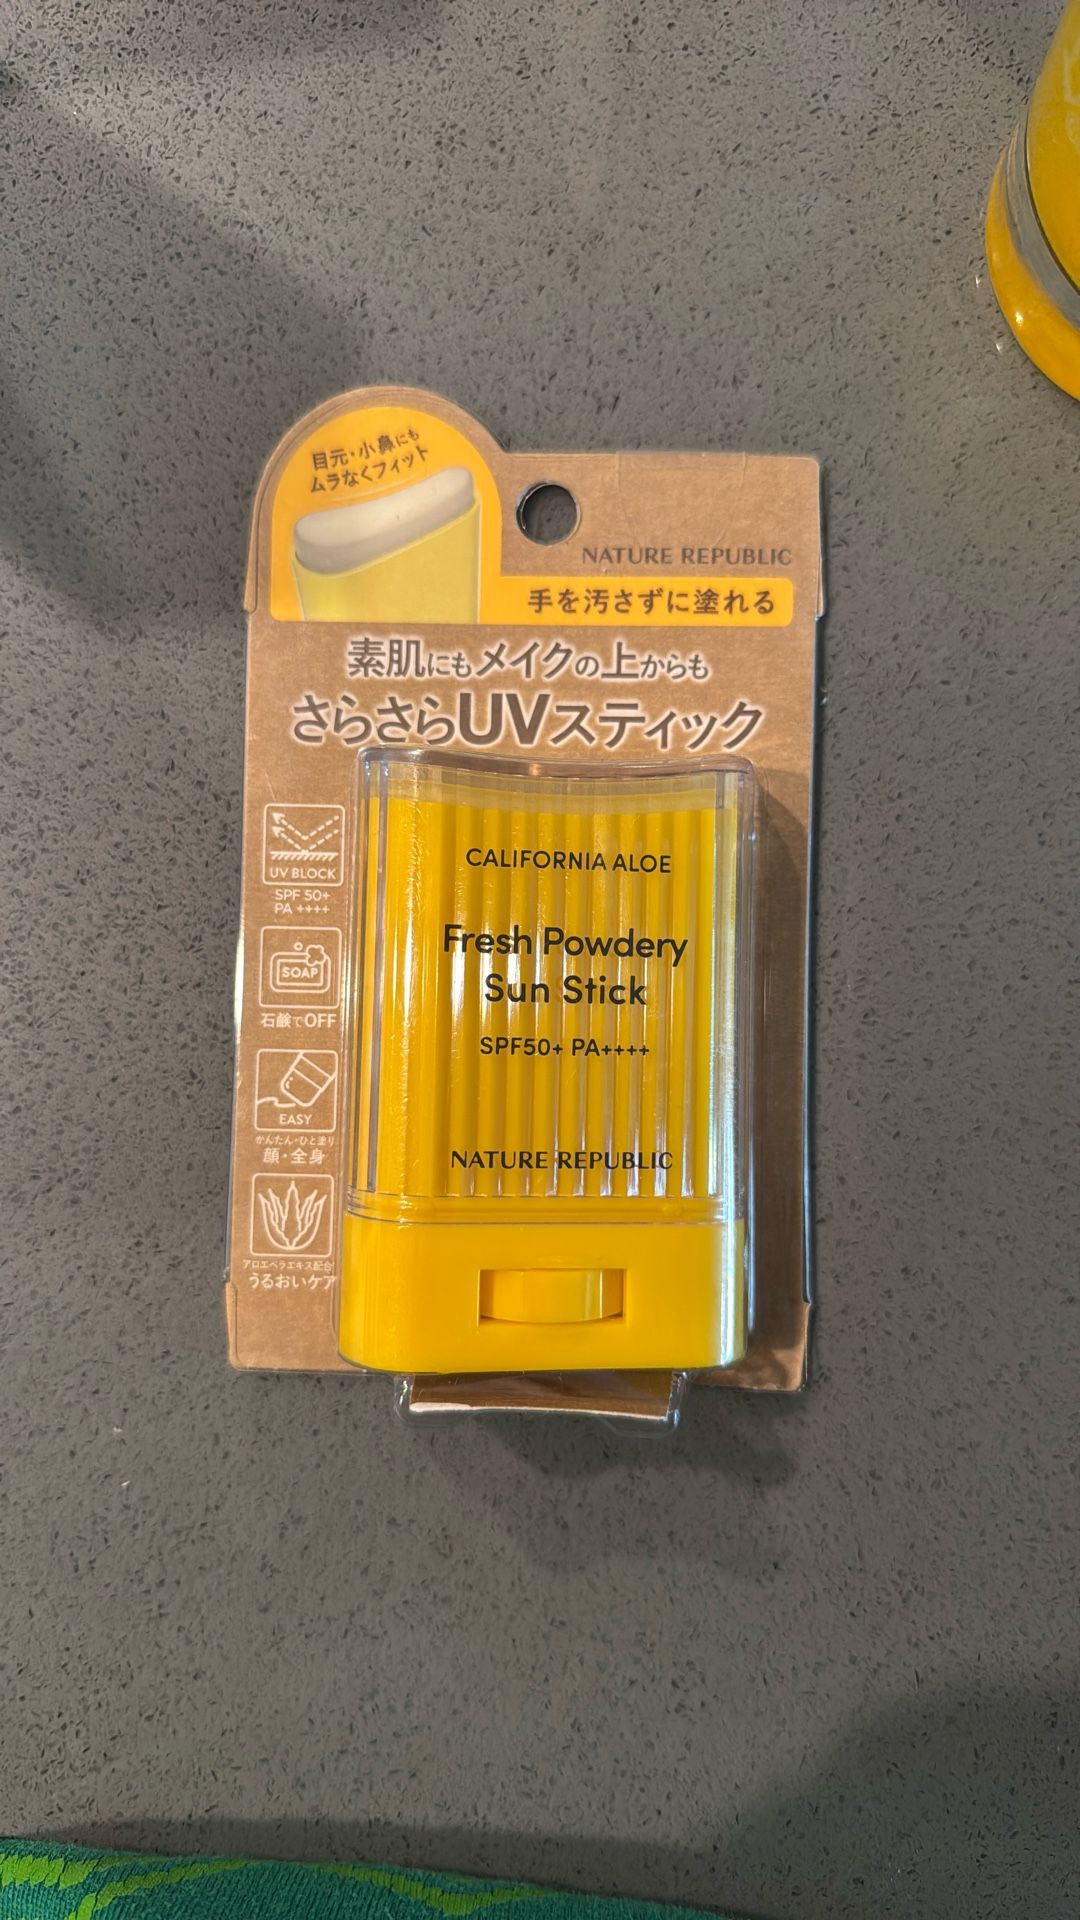 目元・小鼻にも
ムラなくフィット
NATURE REPUBLIC
手を汚さずに塗れる
素肌にもメイクの上からも
さらさらUVスティック
UV BLOCK
SPF 50+
PA ++++
SOAP
石鹸でOFF
EASY
かんたん・ひと塗り
顔・全身
アロエベラエキス配合
うるおいケア
CALIFORNIA ALOE
Fresh Powdery
Sun Stick
SPF50+ PA++++
NATURE REPUBLIC